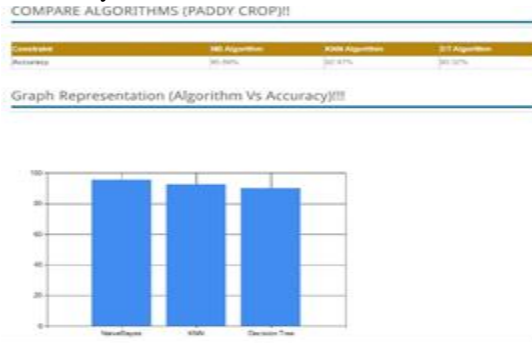 COMPARE ALGORITHMS (PADDY CROP)!!
Constraint NB Algorithm KNN Algorithm DT Algorithm
Accuracy
Graph Representation (Algorithm Vs Accuracy)!!!
100
80
60
40
20
0
NaiveBayes KNN Decision Tree